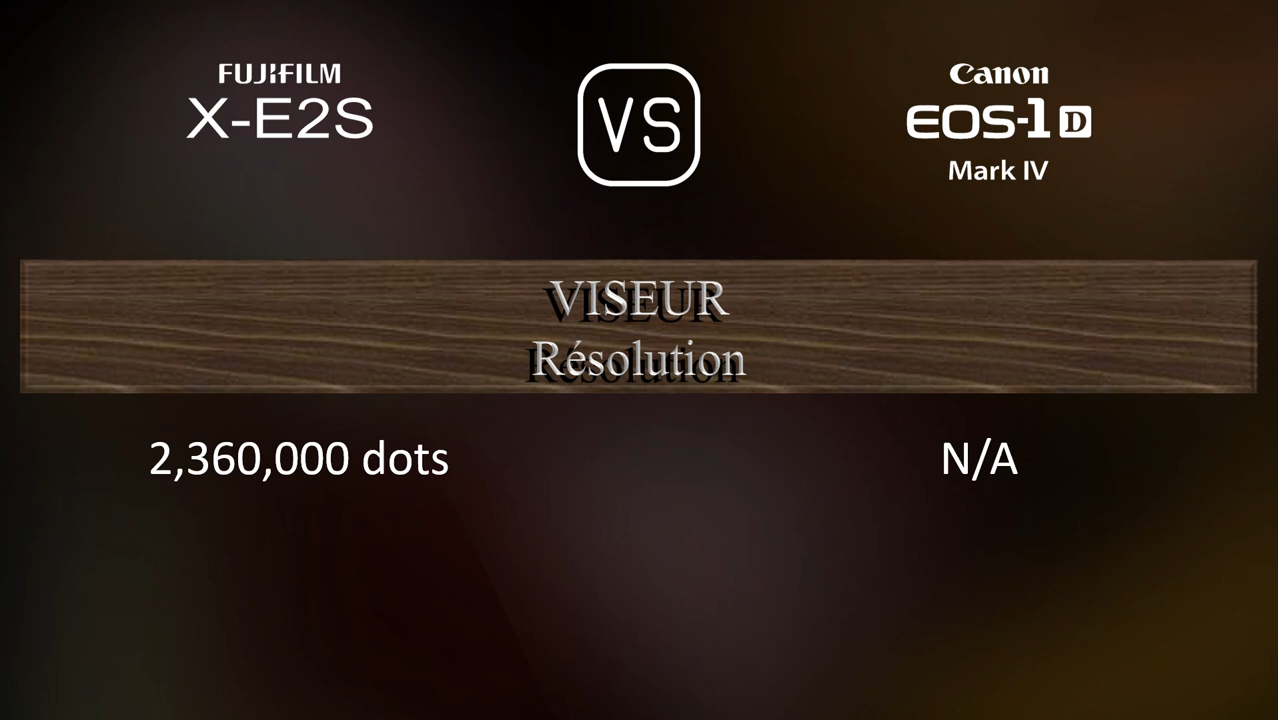 FUJIFILM
X-E2S
VS
Canon
EOS-1D
Mark IV
VISEUR
Résolution
2,360,000 dots
N/A